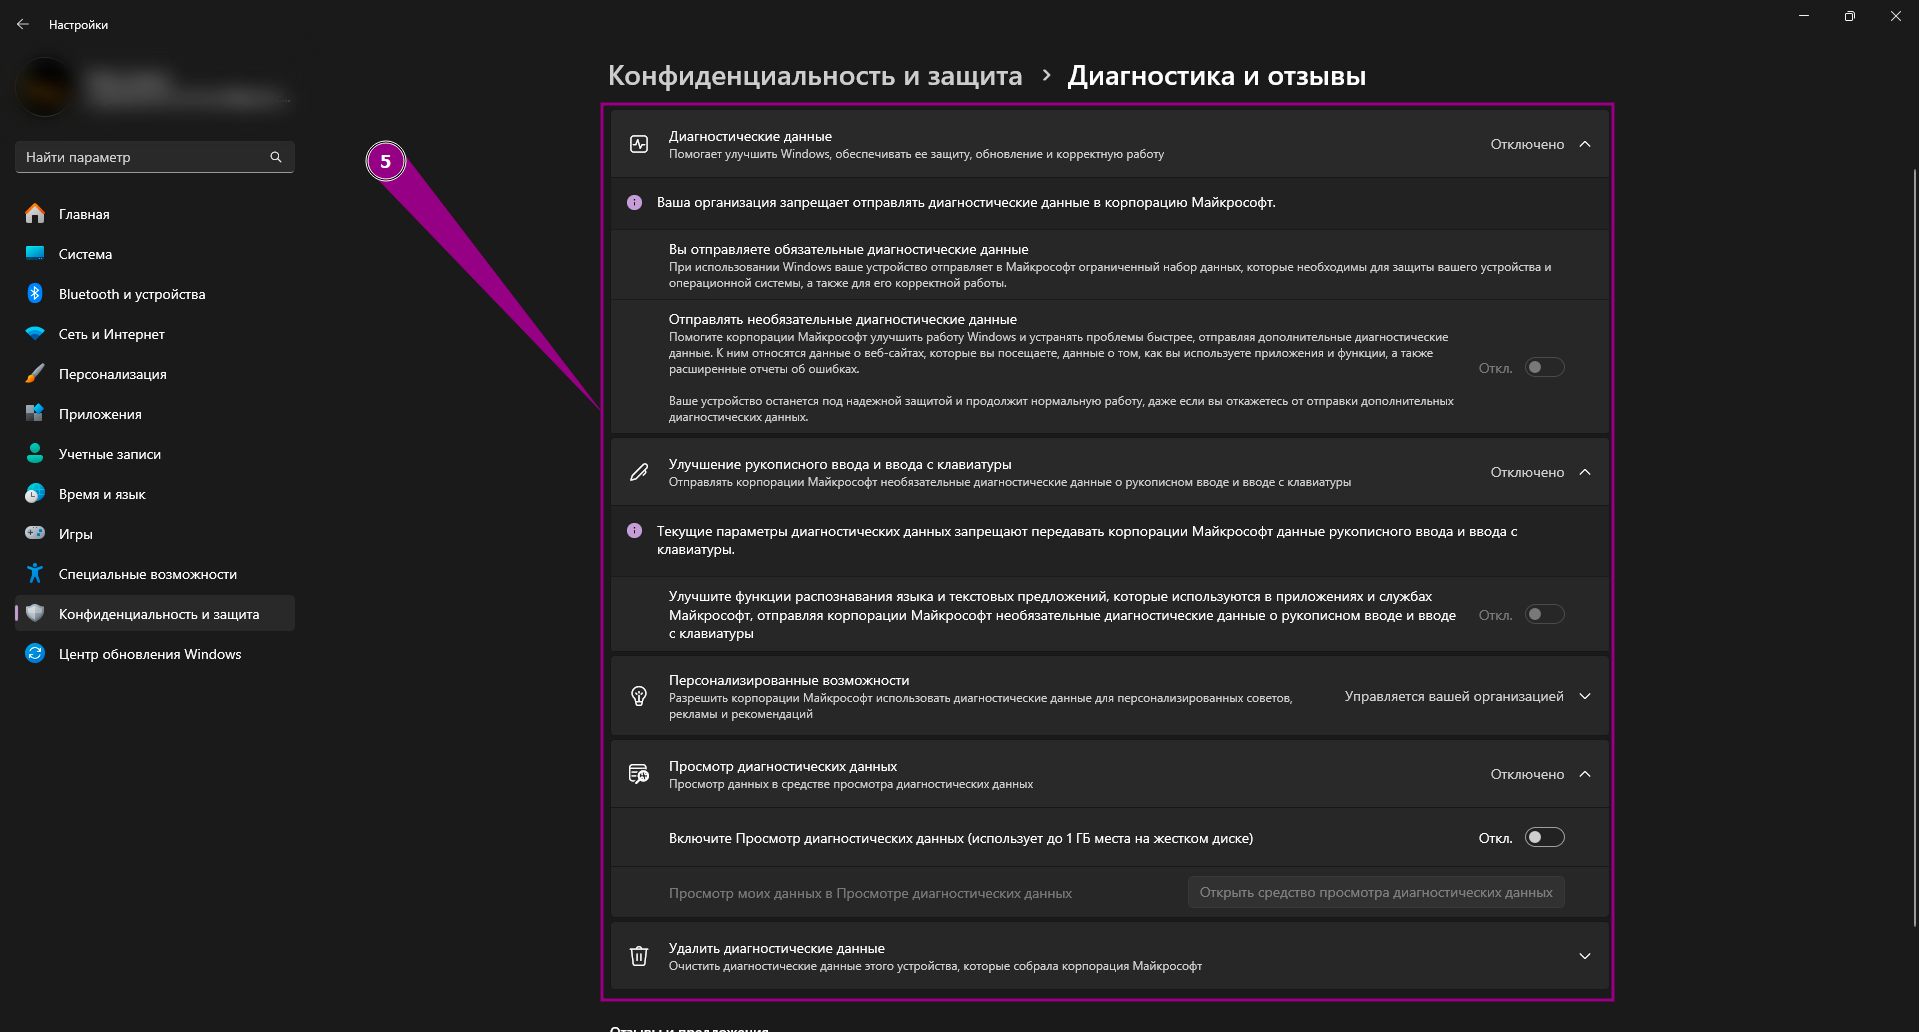 Настройки
Найти параметр
Главная
Система
Bluetooth и устройства
Сеть и Интернет
Персонализация
Приложения
Учетные записи
Время и язык
Игры
Специальные возможности
Конфиденциальность и защита
Центр обновления Windows
5
Конфиденциальность и защита › Диагностика и отзывы
Диагностические данные
Помогает улучшить Windows, обеспечивать ее защиту, обновление и корректную работу
Отключено
Ваша организация запрещает отправлять диагностические данные в корпорацию Майкрософт.
Вы отправляете обязательные диагностические данные
При использовании Windows ваше устройство отправляет в Майкрософт ограниченный набор данных, которые необходимы для защиты вашего устройства и
операционной системы, а также для его корректной работы.
Отправлять необязательные диагностические данные
Помогите корпорации Майкрософт улучшить работу Windows и устранять проблемы быстрее, отправляя дополнительные диагностические
данные. К ним относятся данные о веб-сайтах, которые вы посещаете, данные о том, как вы используете приложения и функции, а также
расширенные отчеты об ошибках.
Откл.
Ваше устройство останется под надежной защитой и продолжит нормальную работу, даже если вы откажетесь от отправки дополнительных
диагностических данных.
Улучшение рукописного ввода и ввода с клавиатуры
Отправлять корпорации Майкрософт необязательные диагностические данные о рукописном вводе и вводе с клавиатуры
Отключено
Текущие параметры диагностических данных запрещают передавать корпорации Майкрософт данные рукописного ввода и ввода с
клавиатуры.
Улучшите функции распознавания языка и текстовых предложений, которые используются в приложениях и службах
Майкрософт, отправляя корпорации Майкрософт необязательные диагностические данные о рукописном вводе и вводе
с клавиатуры
Откл.
Персонализированные возможности
Разрешить корпорации Майкрософт использовать диагностические данные для персонализированных советов,
рекламы и рекомендаций
Управляется вашей организацией
Просмотр диагностических данных
Просмотр данных в средстве просмотра диагностических данных
Отключено
Включите Просмотр диагностических данных (использует до 1 ГБ места на жестком диске)
Откл.
Просмотр моих данных в Просмотре диагностических данных
Открыть средство просмотра диагностических данных
Удалить диагностические данные
Очистить диагностические данные этого устройства, которые собрала корпорация Майкрософт
Отзывы и предложения